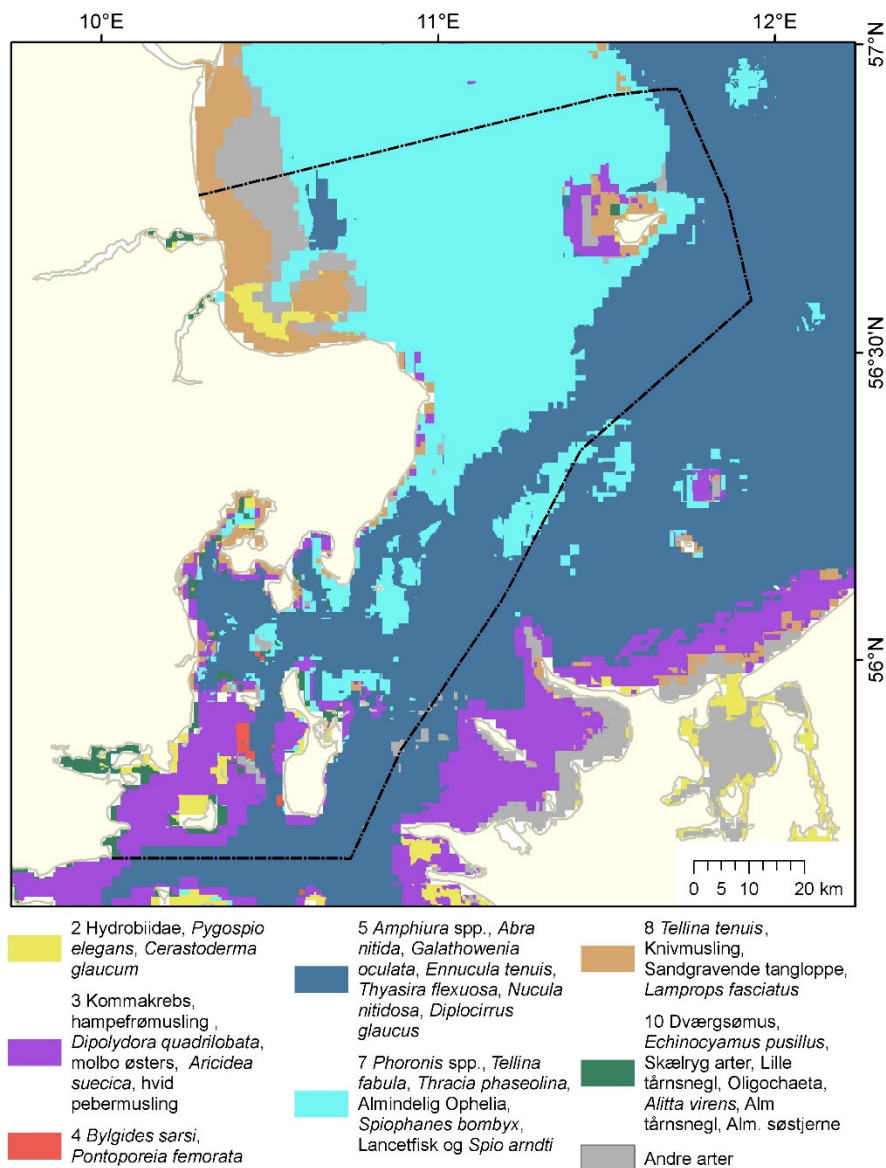 10°E
11°E
12°E
57°N
56°30'N
56°N
0 5 10 20 km
2 Hydrobiidae, Pygospio
elegans, Cerastoderma
glaucum
3 Kommakrebs,
hampefrømusling ,
Dipolydora quadrilobata,
molbo østers, Aricidea
suecica, hvid
pebermusling
4 Bylgides sarsi,
Pontoporeia femorata
5 Amphiura spp., Abra
nitida, Galathowenia
oculata, Ennucula tenuis,
Thyasira flexuosa, Nucula
nitidosa, Diplocirrus
glaucus
7 Phoronis spp., Tellina
fabula, Thracia phaseolina,
Almindelig Ophelia,
Spiophanes bombyx,
Lancetfisk og Spio arndti
8 Tellina tenuis,
Knivmusling,
Sandgravende tangloppe,
Lamprops fasciatus
10 Dværgsømus,
Echinocyamus pusillus,
Skælryg arter, Lille
tårnsnegl, Oligochaeta,
Alitta virens, Alm
tårnsnegl, Alm. søstjerne
Andre arter